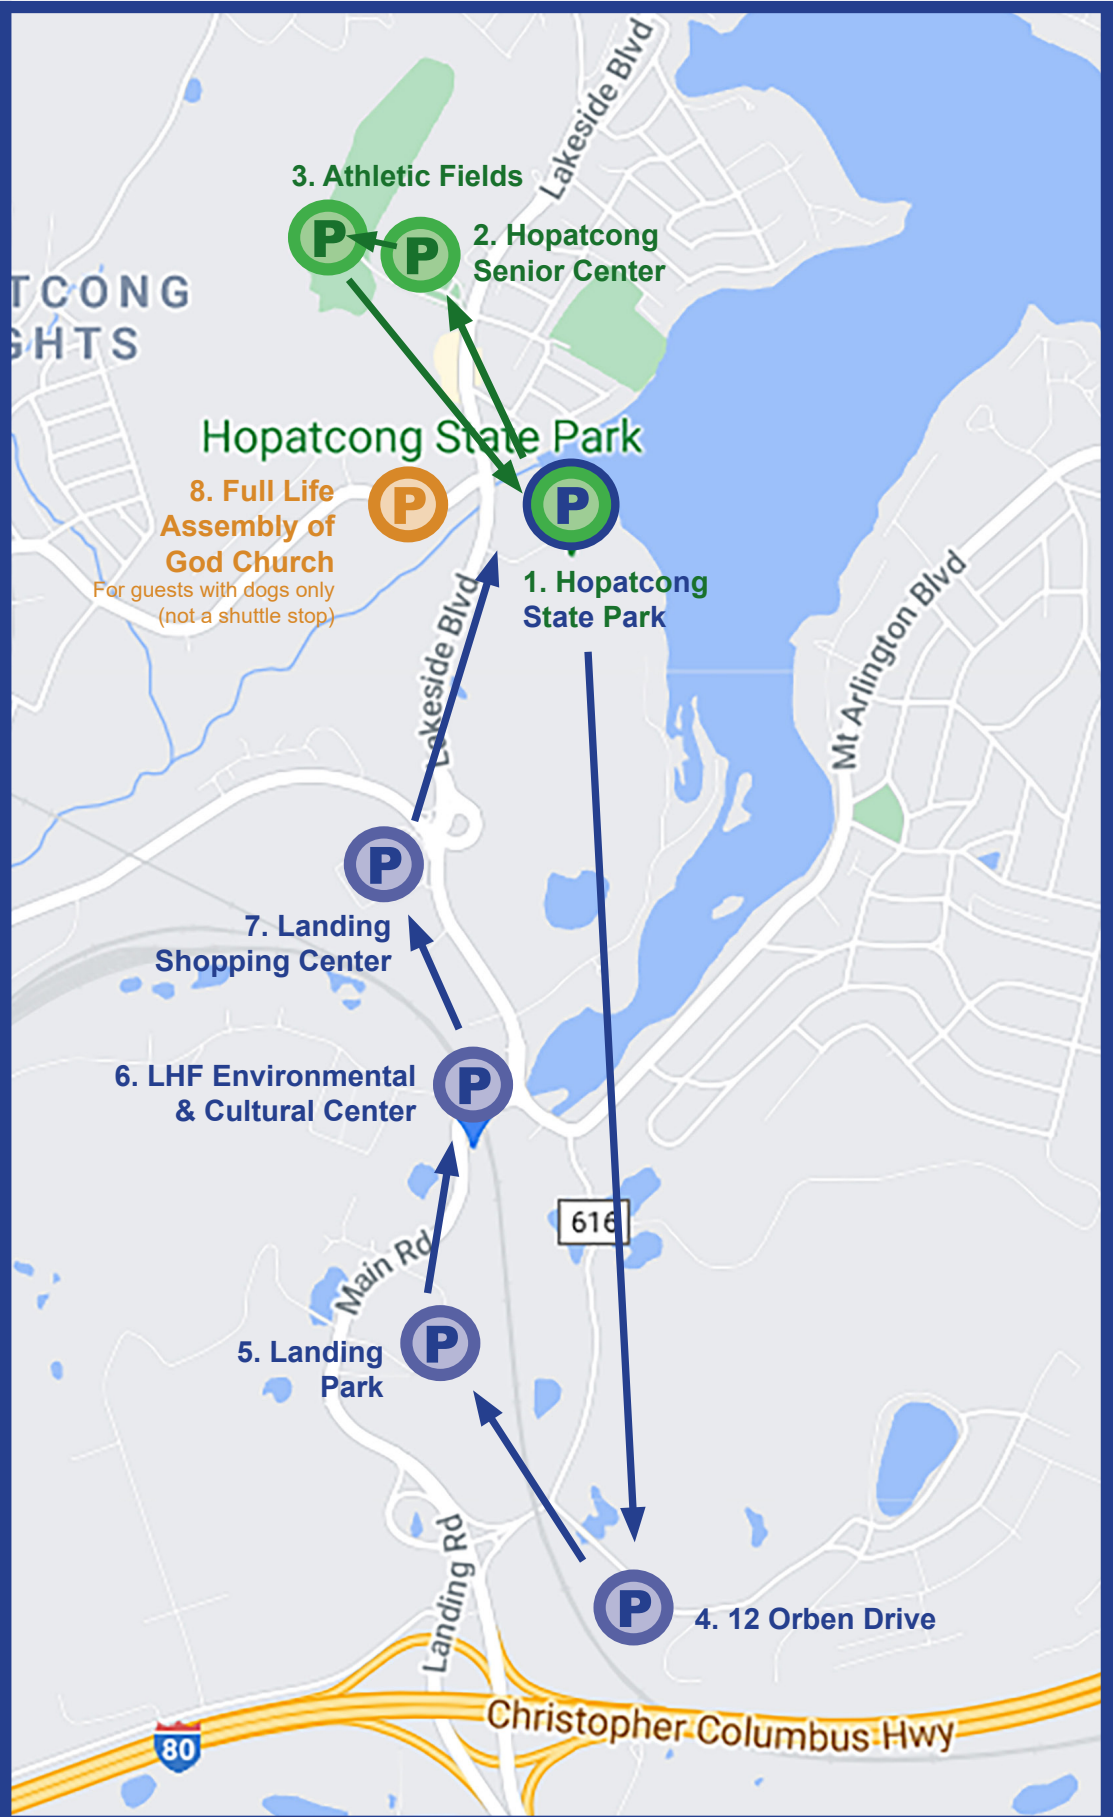 Lakeside Blvd
3. Athletic Fields
P
P
2. Hopatcong
Senior Center
TCONG
GHTS
Hopatcong State Park
8. Full Life
Assembly of
God Church
For guests with dogs only
(not a shuttle stop)
P
P
1. Hopatcong
State Park
Mt Arlington Blvd
Lakeside Blvd
P
7. Landing
Shopping Center
6. LHF Environmental
& Cultural Center
P
616
Main Rd
5. Landing
Park
P
Landing Rd
P
4. 12 Orben Drive
Christopher Columbus Hwy
80